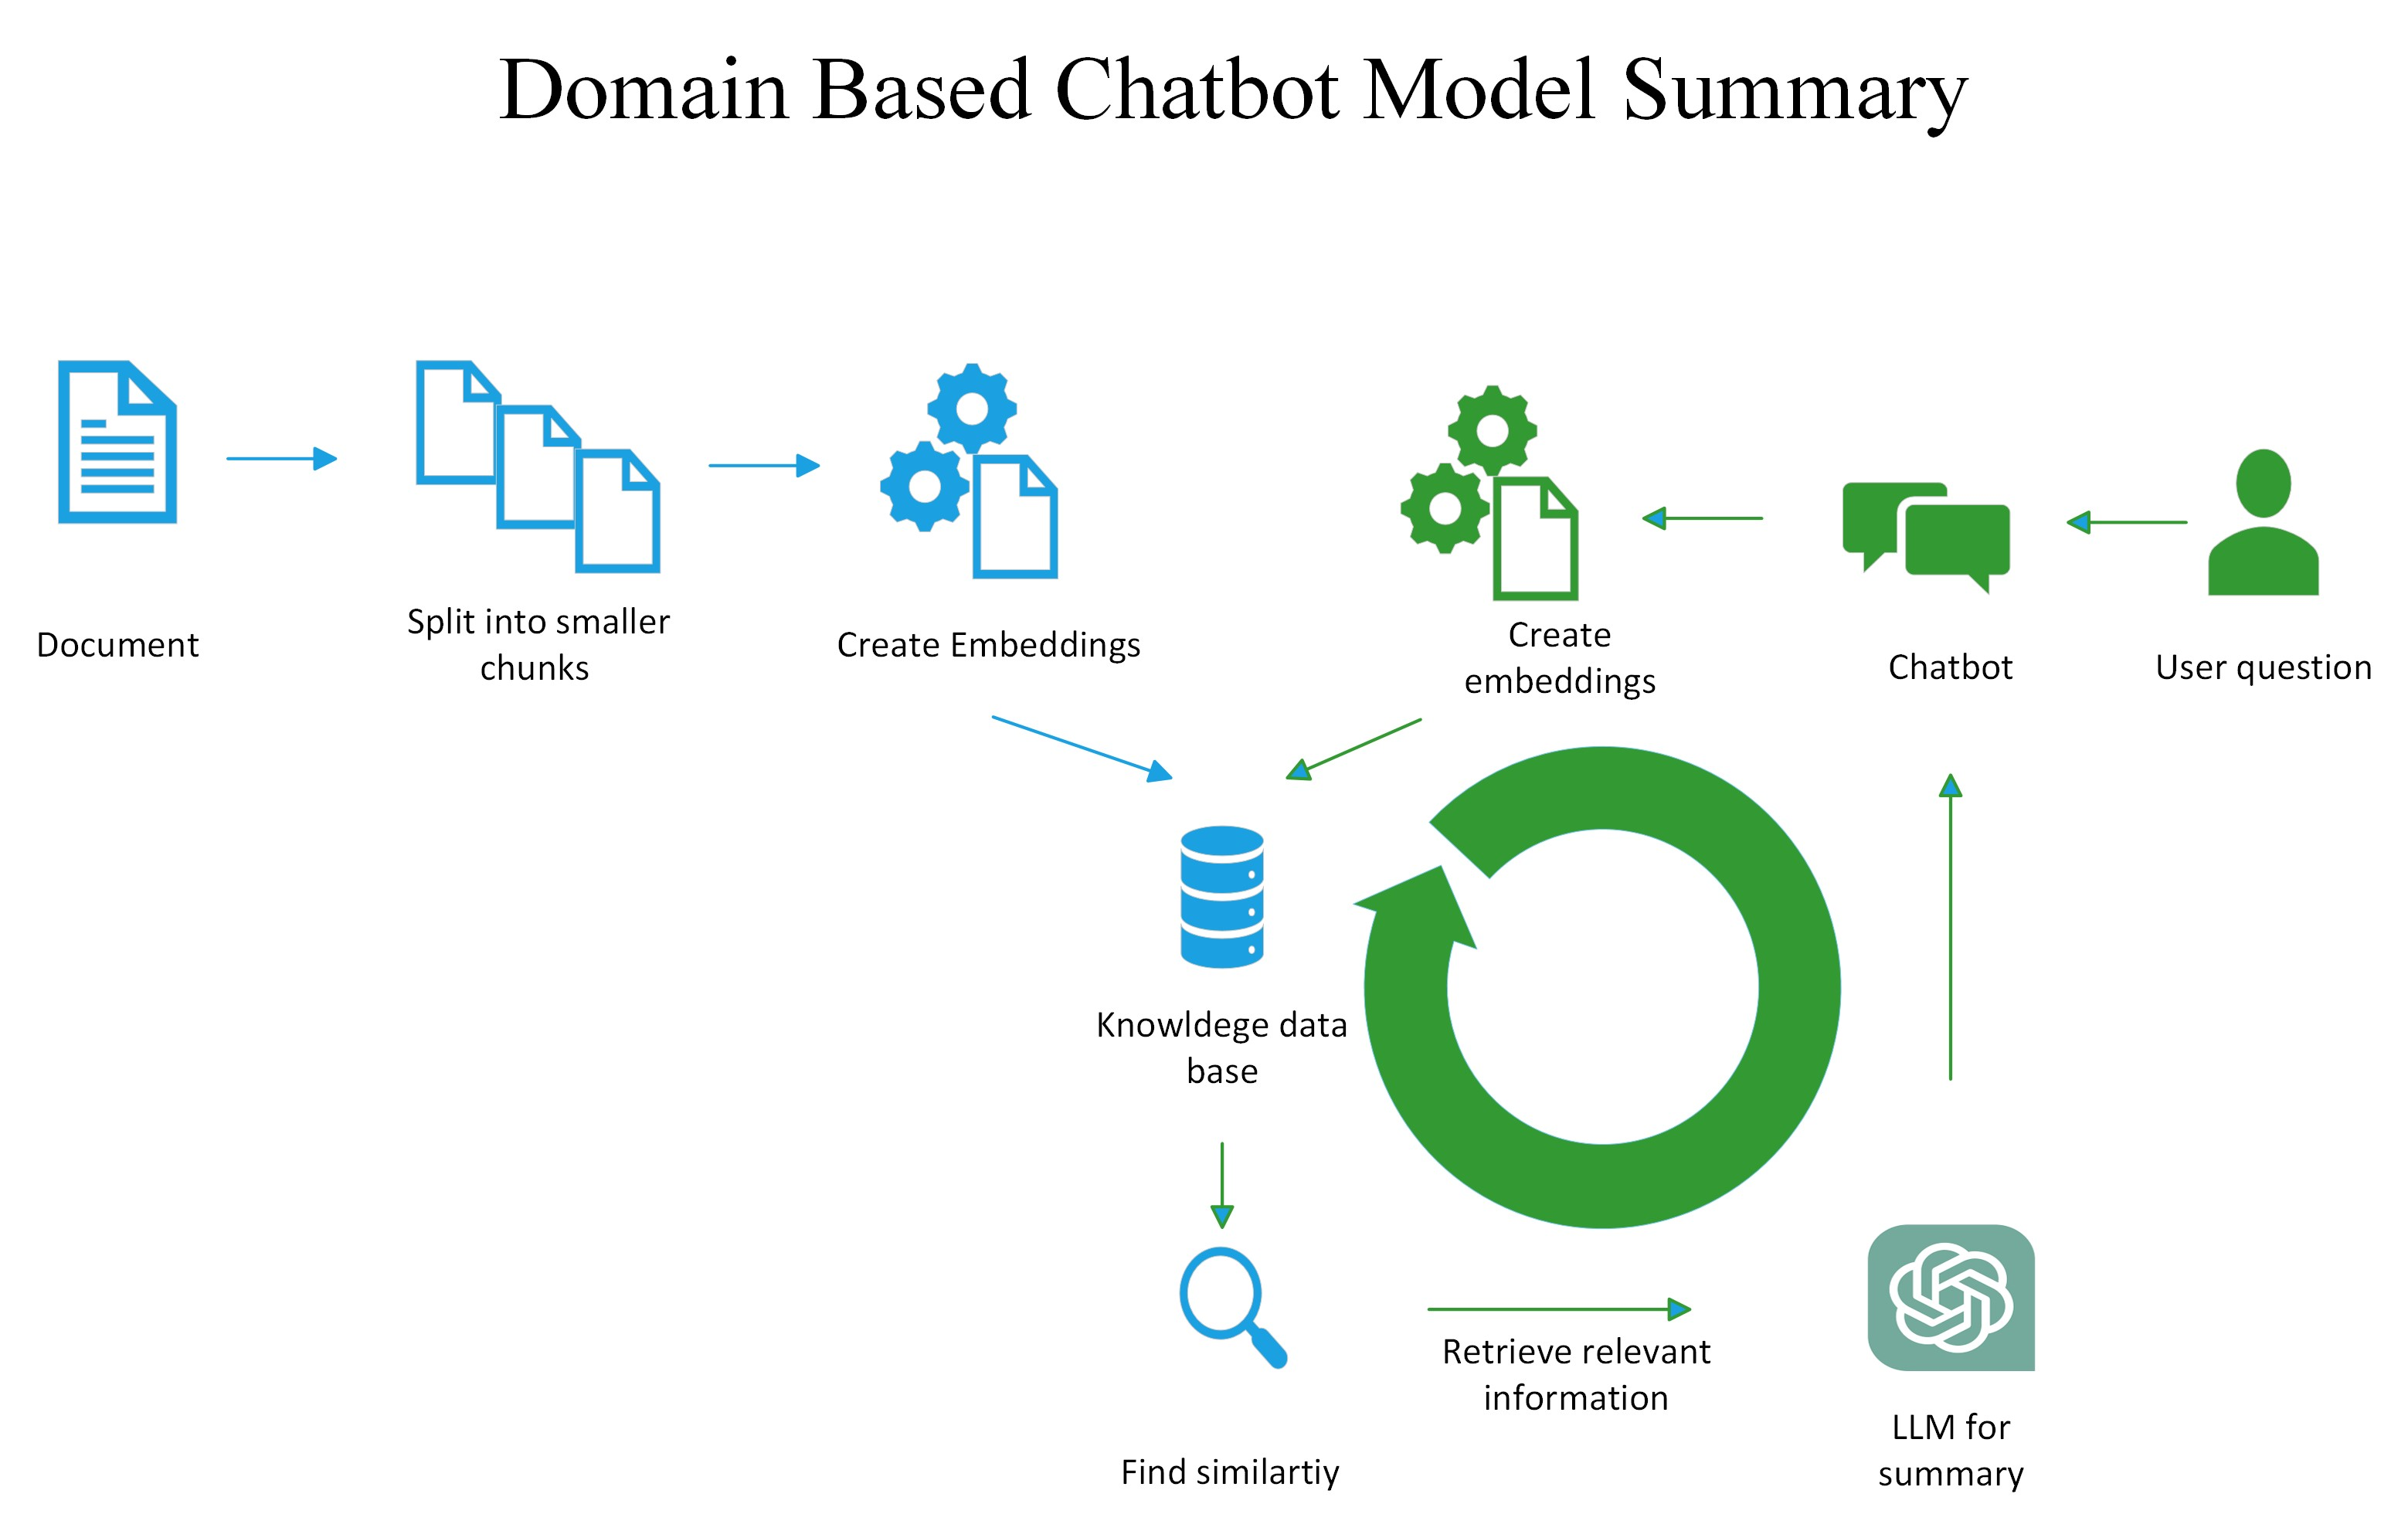 Domain Based Chatbot Model Summary
Document
Split into smaller
chunks
Create Embeddings
Create
embeddings
Chatbot
User question
Knowldege data
base
Retrieve relevant
information
Find similartiy
LLM for
summary